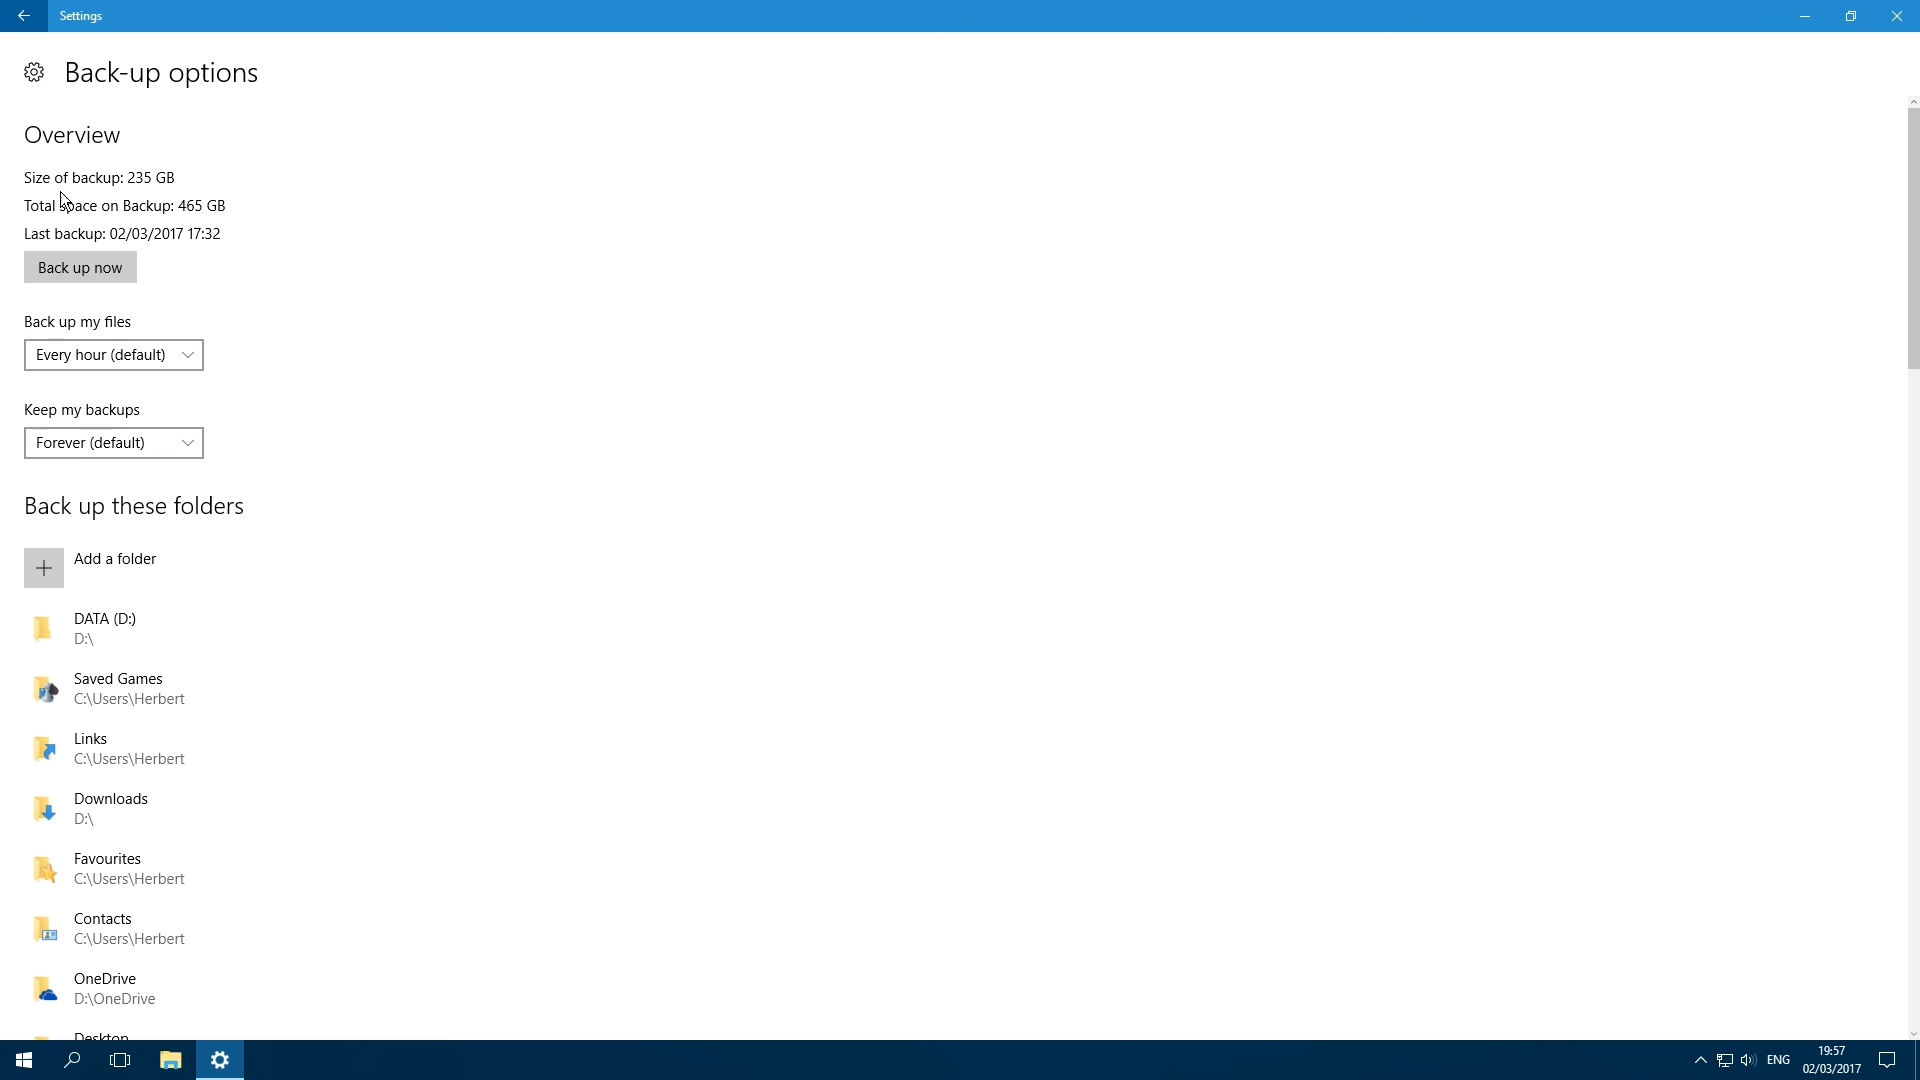 Settings
Back-up options
Overview
Size of backup: 235 GB
Total space on Backup: 465 GB
Last backup: 02/03/2017 17:32
Back up now
Back up my files
Every hour (default)
Keep my backups
Forever (default)
Back up these folders
Add a folder
DATA (D:)
D:\
Saved Games
C:\Users\Herbert
Links
C:\Users\Herbert
Downloads
D:\
Favourites
C:\Users\Herbert
Contacts
C:\Users\Herbert
OneDrive
D:\OneDrive
Desktop
ENG
19:57
02/03/2017